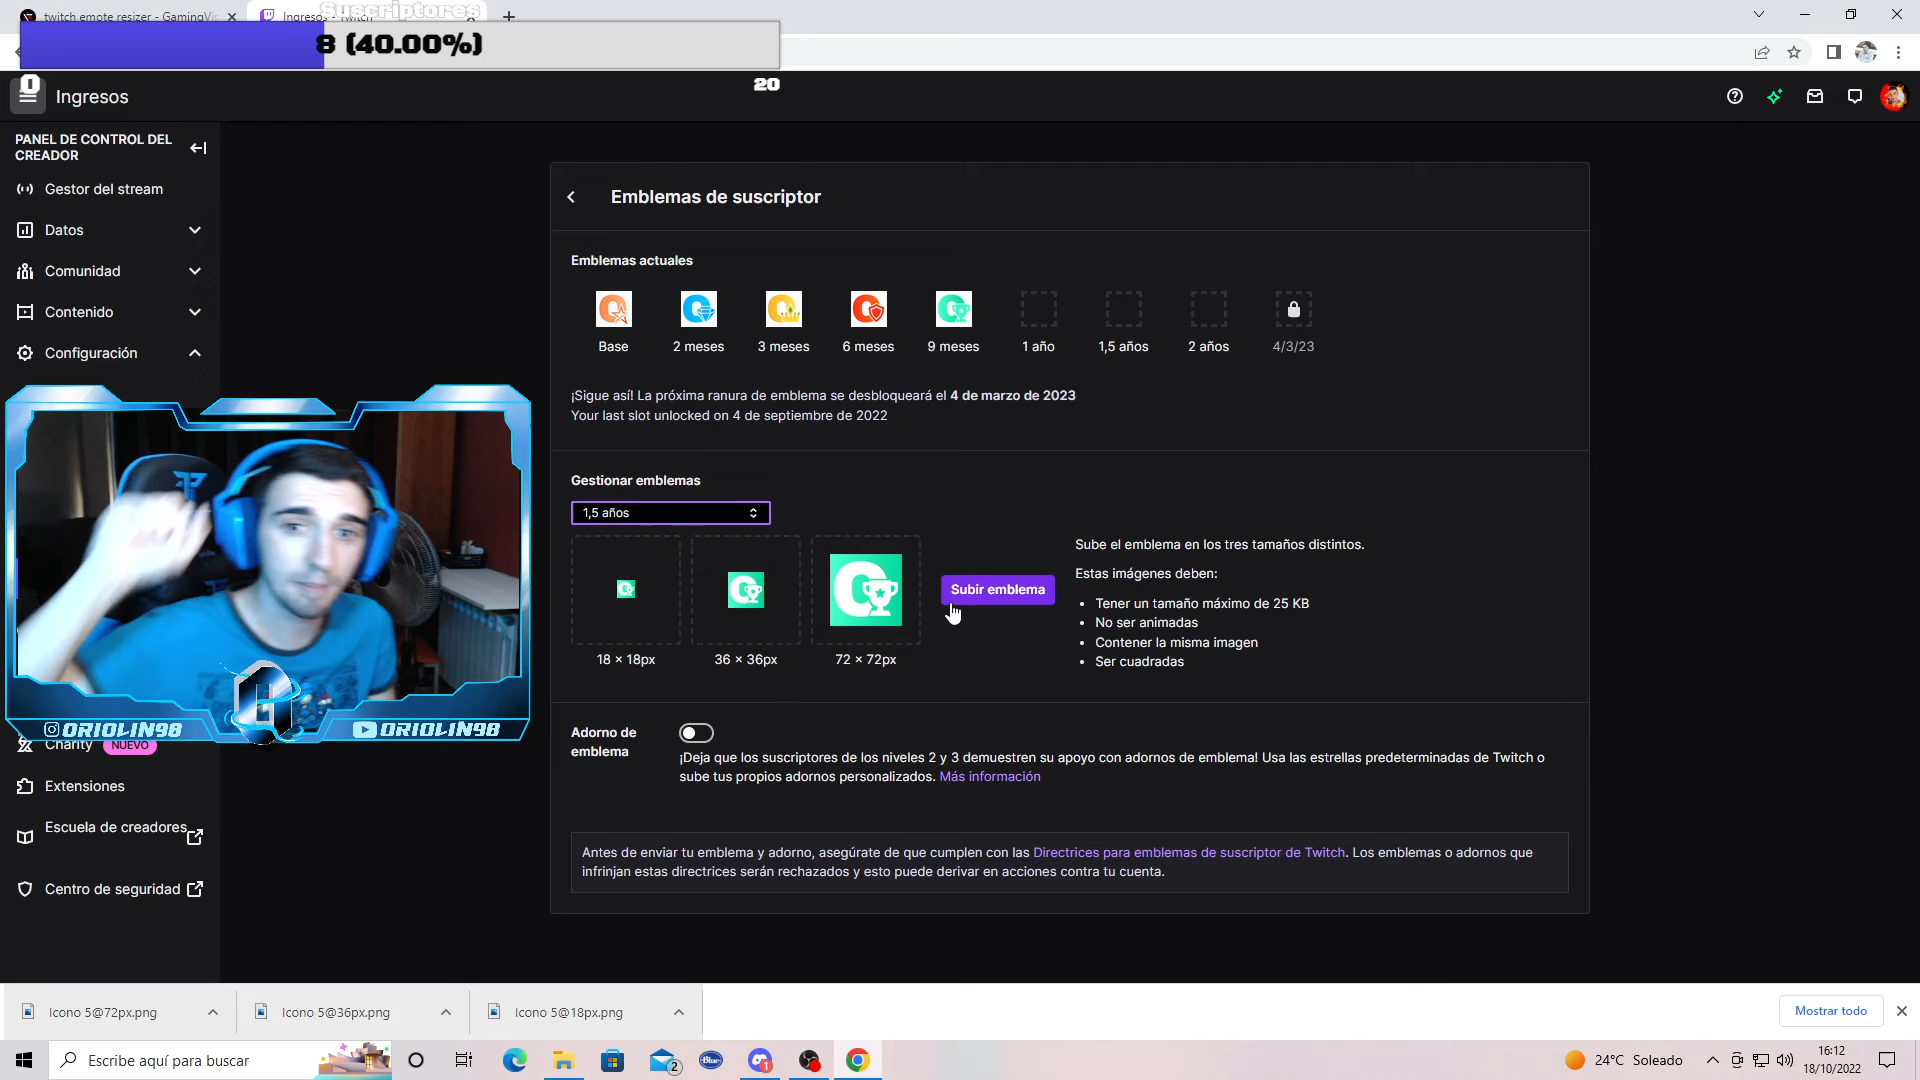 twitch emote resizer - GamingVis
Ingresos - Twitch
Suscriptores
8 (40.00%)
0
20
Ingresos
PANEL DE CONTROL DEL
CREADOR
Gestor del stream
Datos
Comunidad
Contenido
Configuración
ORIOLIN98
ORIOLIN98
Charity NUEVO
Extensiones
Escuela de creadores
Centro de seguridad
Emblemas de suscriptor
Emblemas actuales
Base
2 meses
3 meses
6 meses
9 meses
1 año
1,5 años
2 años
4/3/23
¡Sigue así! La próxima ranura de emblema se desbloqueará el 4 de marzo de 2023
Your last slot unlocked on 4 de septiembre de 2022
Gestionar emblemas
1,5 años
18 × 18px
36 × 36px
72 × 72px
Subir emblema
Sube el emblema en los tres tamaños distintos.
Estas imágenes deben:
• Tener un tamaño máximo de 25 KB
• No ser animadas
• Contener la misma imagen
• Ser cuadradas
Adorno de
emblema
¡Deja que los suscriptores de los niveles 2 y 3 demuestren su apoyo con adornos de emblema! Usa las estrellas predeterminadas de Twitch o
sube tus propios adornos personalizados. Más información
Antes de enviar tu emblema y adorno, asegúrate de que cumplen con las Directrices para emblemas de suscriptor de Twitch. Los emblemas o adornos que
infrinjan estas directrices serán rechazados y esto puede derivar en acciones contra tu cuenta.
Icono 5@72px.png
Icono 5@36px.png
Icono 5@18px.png
Mostrar todo
Escribe aquí para buscar
2
Blue
1
24°C Soleado
16:12
18/10/2022